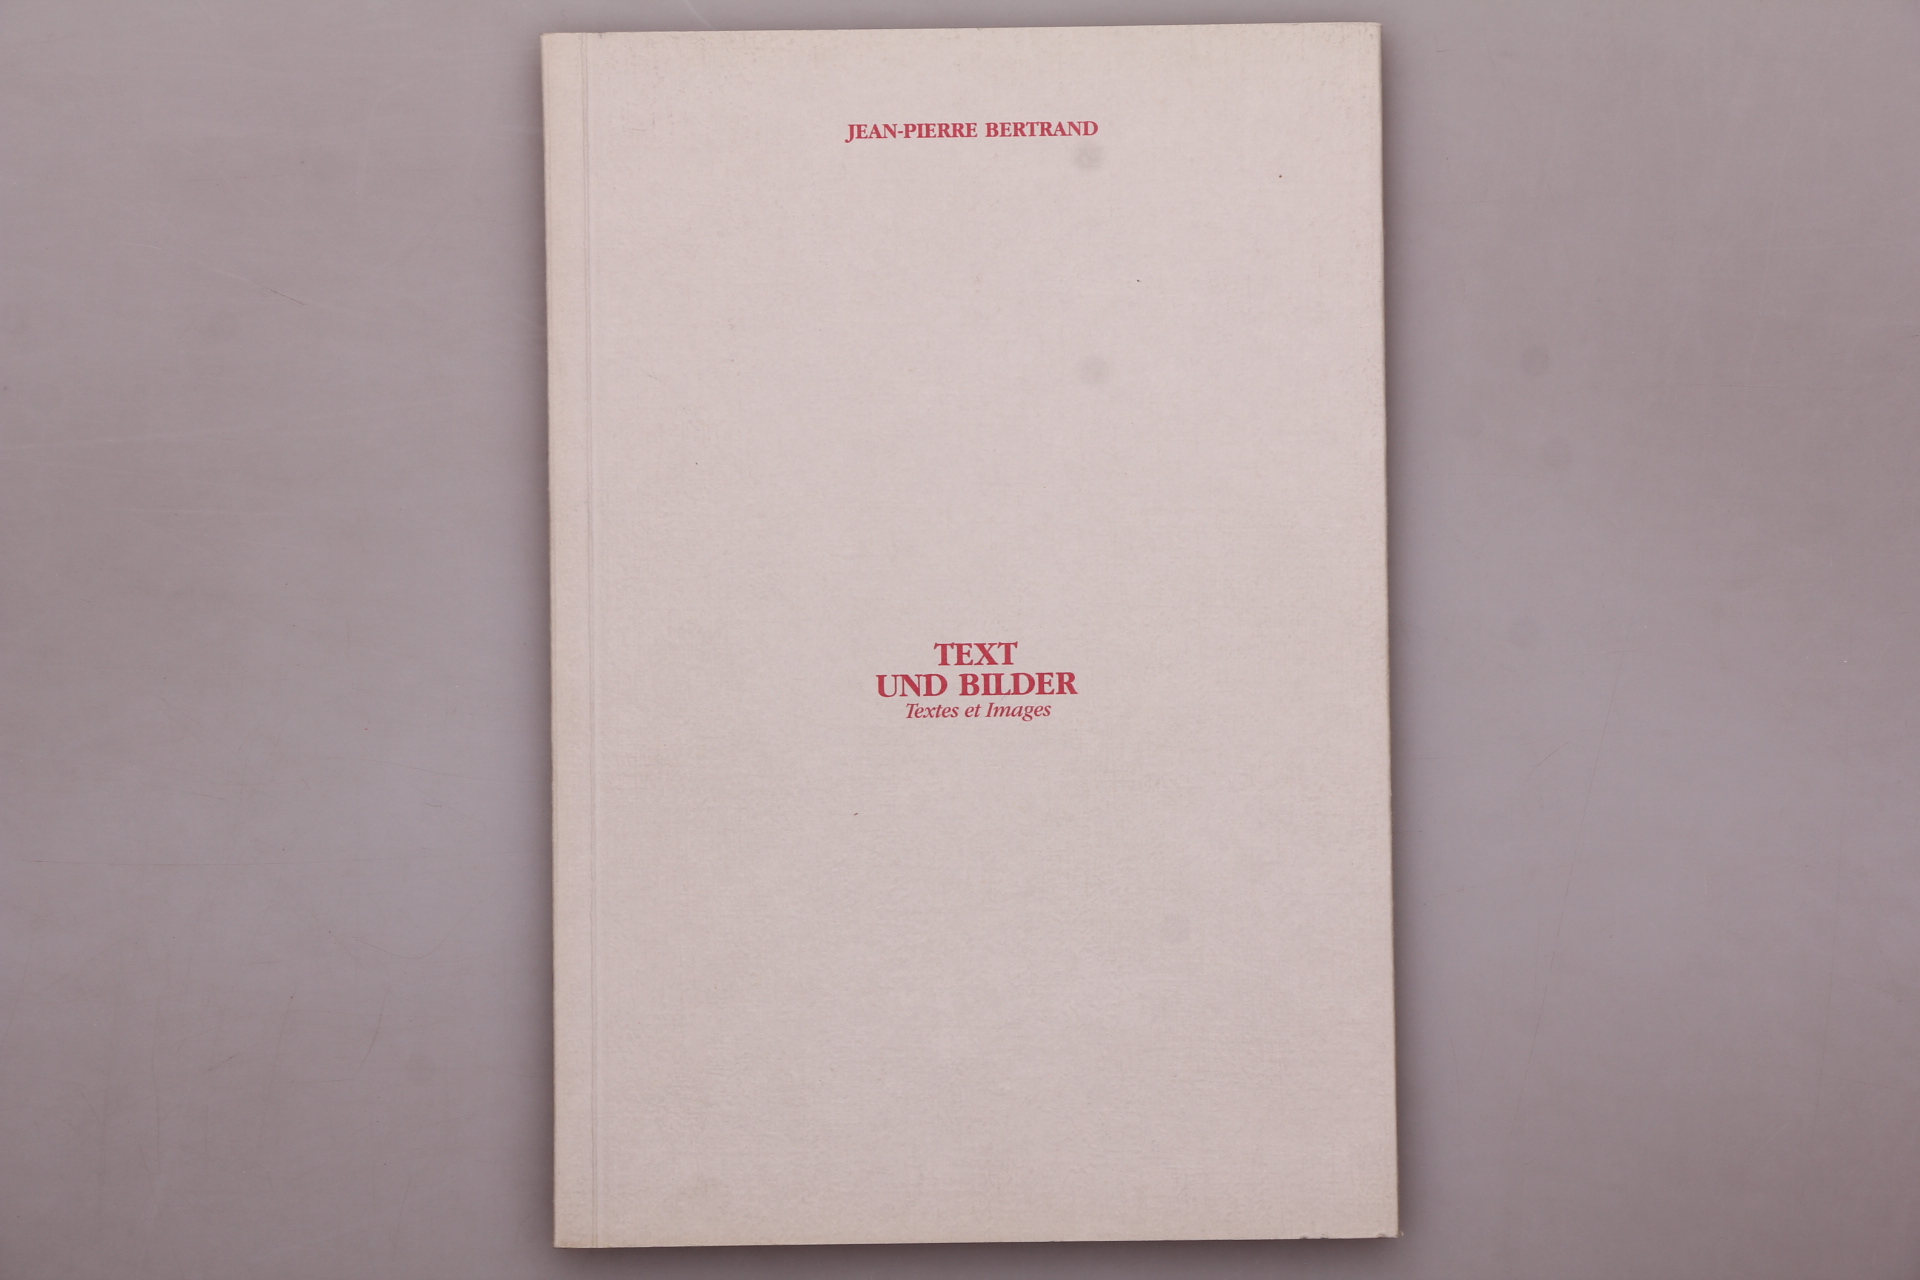 JEAN-PIERRE BERTRAND
TEXT
UND BILDER
Textes et Images